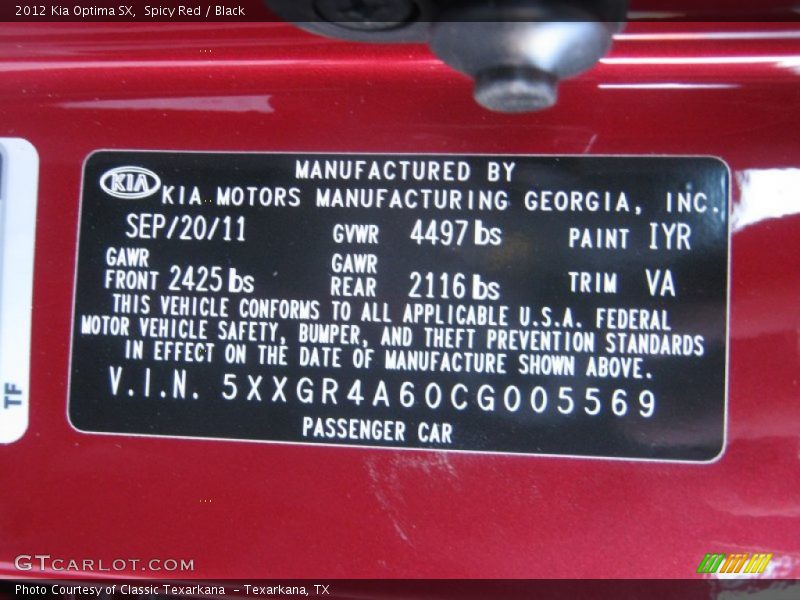 2012 Kia Optima SX,  Spicy Red / Black
MANUFACTURED BY
KIA KIA MOTORS MANUFACTURING GEORGIA, INC.
SEP/20/11 GVWR 4497 lbs PAINT IYR
GAWR FRONT 2425 lbs GAWR REAR 2116 lbs TRIM VA
THIS VEHICLE CONFORMS TO ALL APPLICABLE U.S.A. FEDERAL
MOTOR VEHICLE SAFETY, BUMPER, AND THEFT PREVENTION STANDARDS
IN EFFECT ON THE DATE OF MANUFACTURE SHOWN ABOVE.
V.I.N. 5XXGR4A60CG005569
PASSENGER CAR
TF
GTCARLOT.COM
Photo Courtesy of Classic Texarkana  - Texarkana, TX